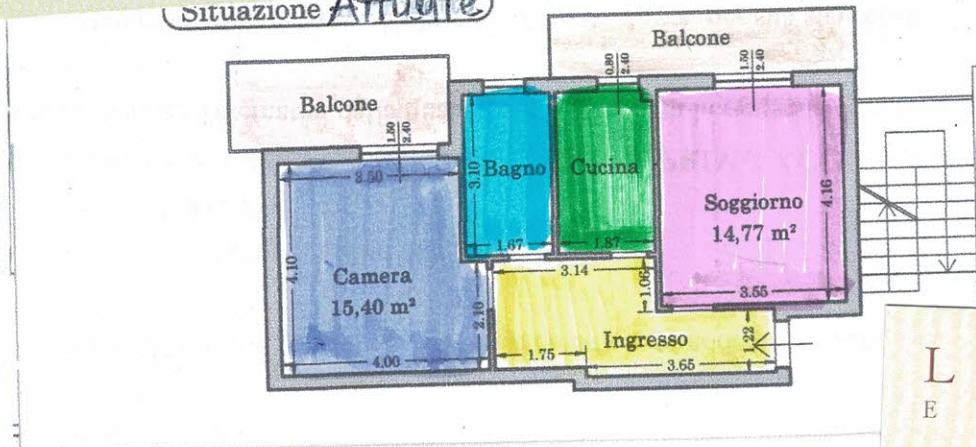 Situazione Attuale
Balcone
1.50
2.40
Balcone
1.50
2.40
0.80
2.40
3.50
4.10
Camera
15,40 m²
4.00
2.10
3.10
Bagno
1.67
Cucina
1.87
Soggiorno
14,77 m²
4.16
3.55
3.14
1.06
Ingresso
1.22
1.75
3.65
L
E